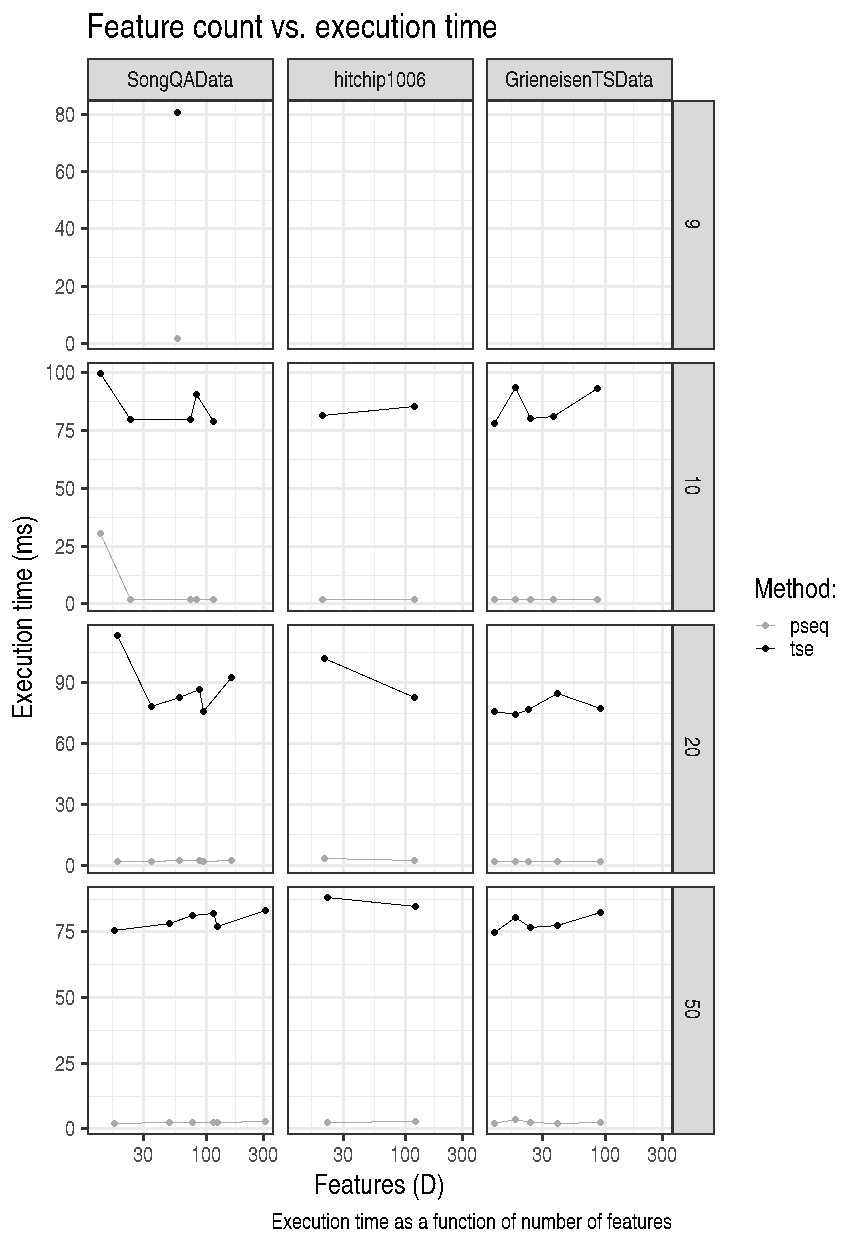 Feature count vs. execution time
SongQAData hitchip1006 GrieneisenTSData
80
60
40
20
0
9
100
75
50
25
0
10
90
60
30
0
20
75
50
25
0
50
Execution time (ms)
30 100 300 30 100 300 30 100 300
Features (D)
Method:
pseq
tse
Execution time as a function of number of features